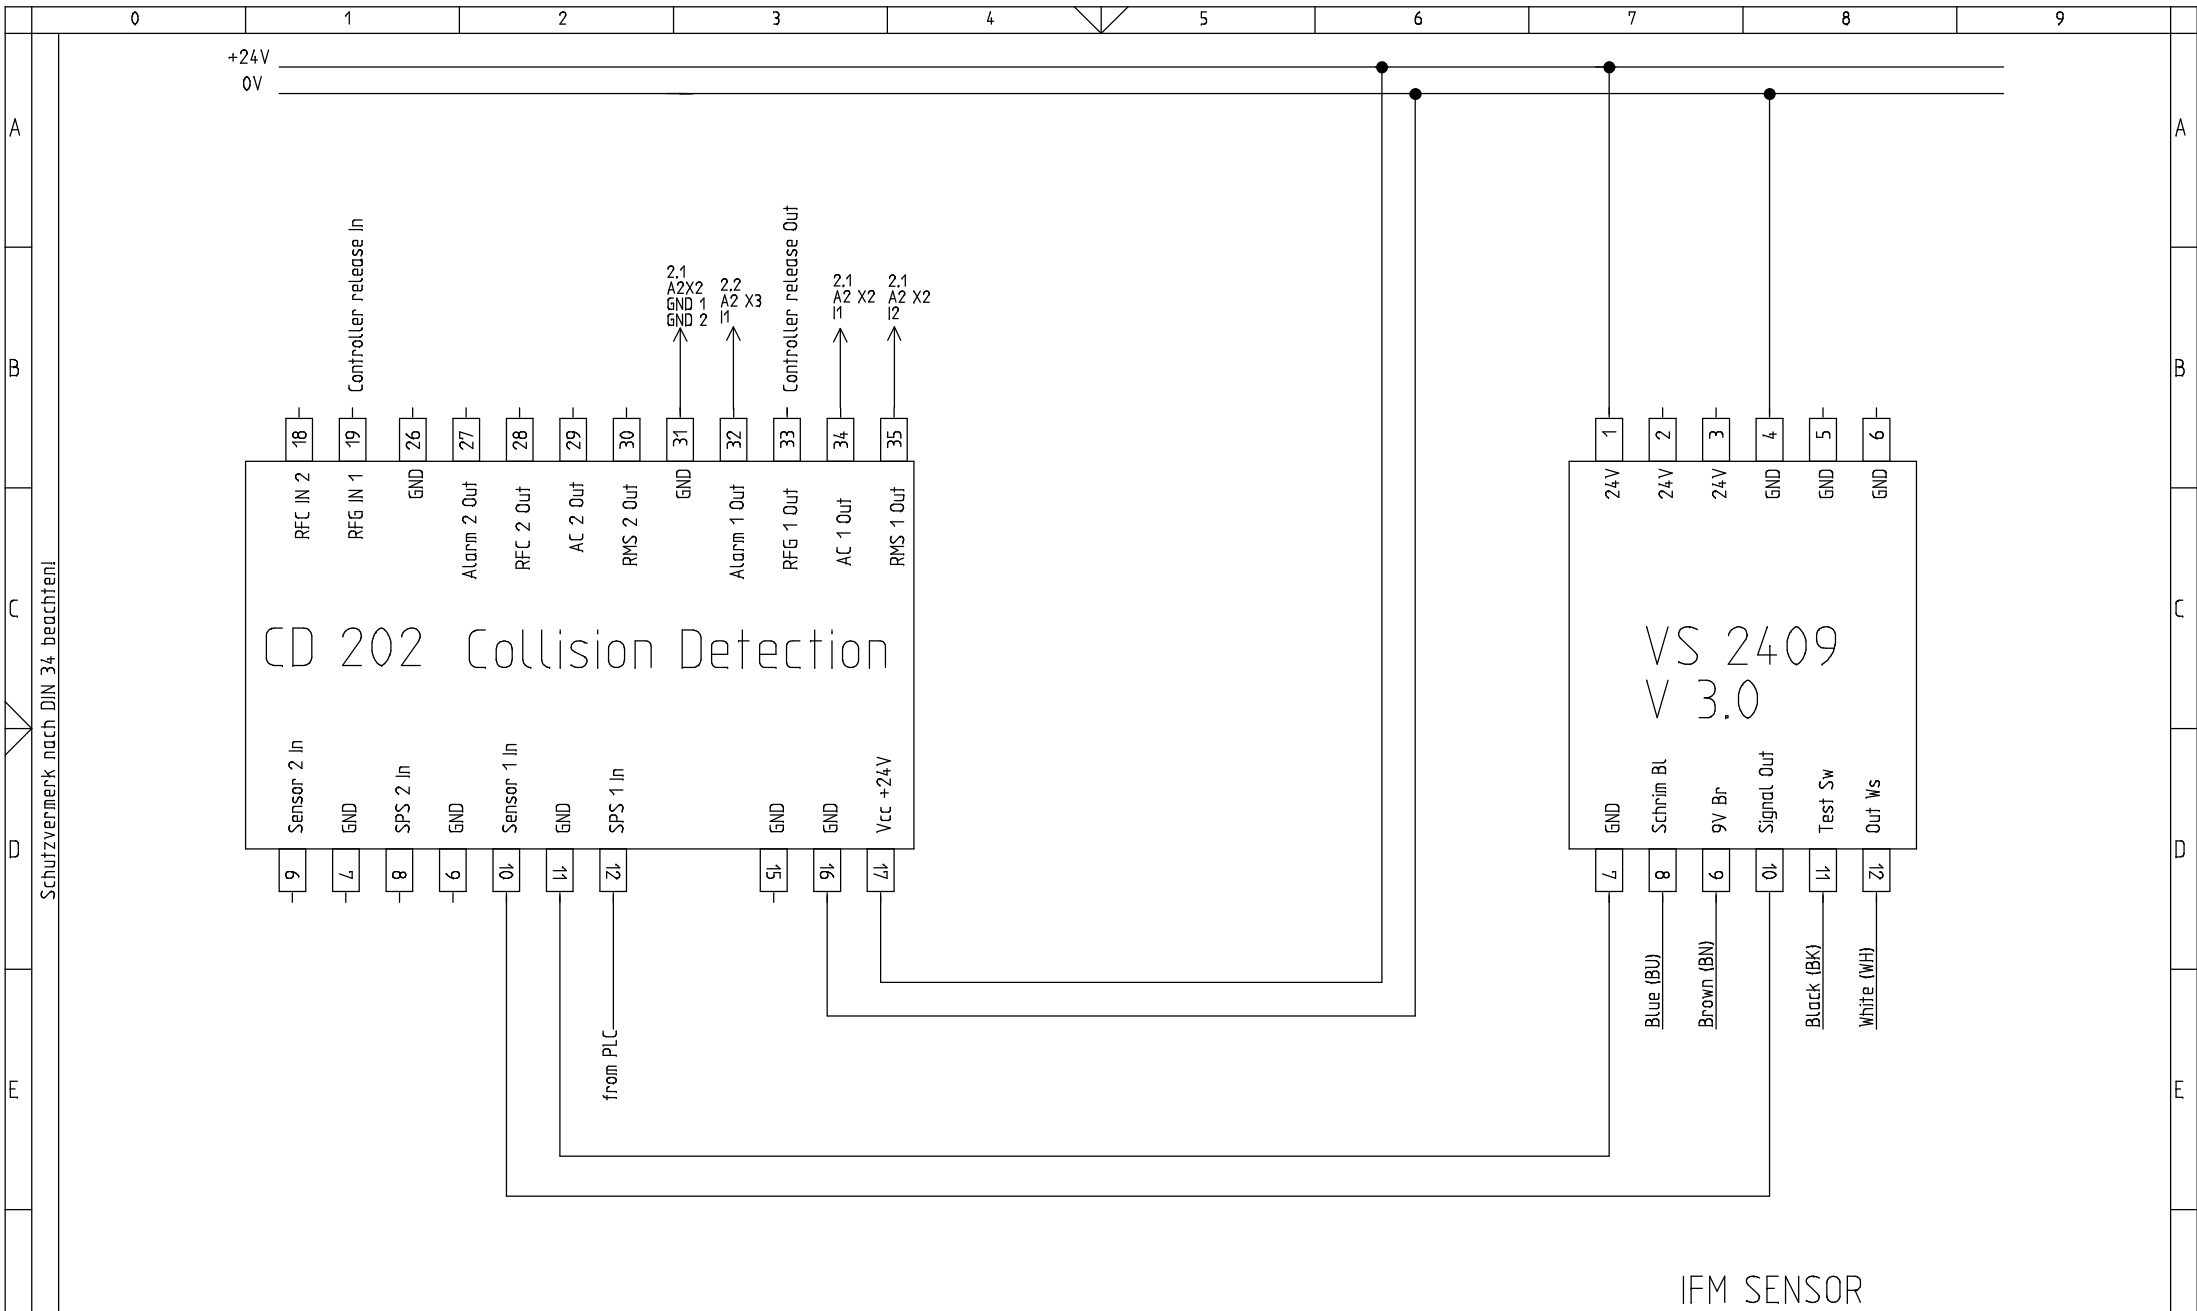 0 1 2 3 4 5 6 7 8 9
+24V
0V
A A
B B
C C
D D
E E
Schutzvermerk nach DIN 34 beachten!
Controller release In
2.1
A2X2
GND 1
GND 2
2.2
A2 X3
I1
Controller release Out
2.1
A2 X2
I1
2.1
A2 X2
I2
18 19 26 27 28 29 30 31 32 33 34 35
RFC IN 2
RFG IN 1
GND
Alarm 2 Out
RFC 2 Out
AC 2 Out
RMS 2 Out
GND
Alarm 1 Out
RFG 1 Out
AC 1 Out
RMS 1 Out
CD 202 Collision Detection
Sensor 2 In
GND
SPS 2 In
GND
Sensor 1 In
GND
SPS 1 In
GND
GND
Vcc +24V
6 7 8 9 10 11 12 15 16 17
from PLC
1 2 3 4 5 6
24V
24V
24V
GND
GND
GND
VS 2409
V 3.0
GND
Schrim Bl
9V Br
Signal Out
Test Sw
Out Ws
7 8 9 10 11 12
Blue (BU)
Brown (BN)
Black (BK)
White (WH)
IFM SENSOR